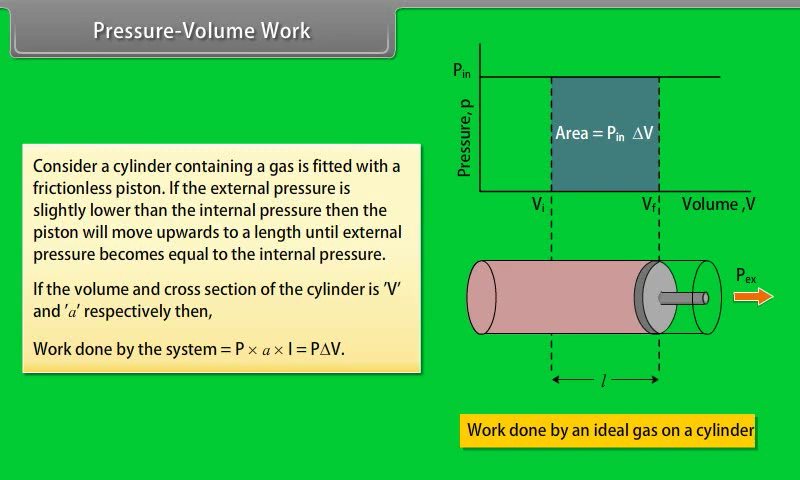 Pressure-Volume Work
Consider a cylinder containing a gas is fitted with a
frictionless piston. If the external pressure is
slightly lower than the internal pressure then the
piston will move upwards to a length until external
pressure becomes equal to the internal pressure.
If the volume and cross section of the cylinder is ’V’
and ’a’ respectively then,
Work done by the system = P × a × l = PΔV.
Pin
Pressure, p
Area = Pin ΔV
Vi
Vf
Volume ,V
Pex
l
Work done by an ideal gas on a cylinder